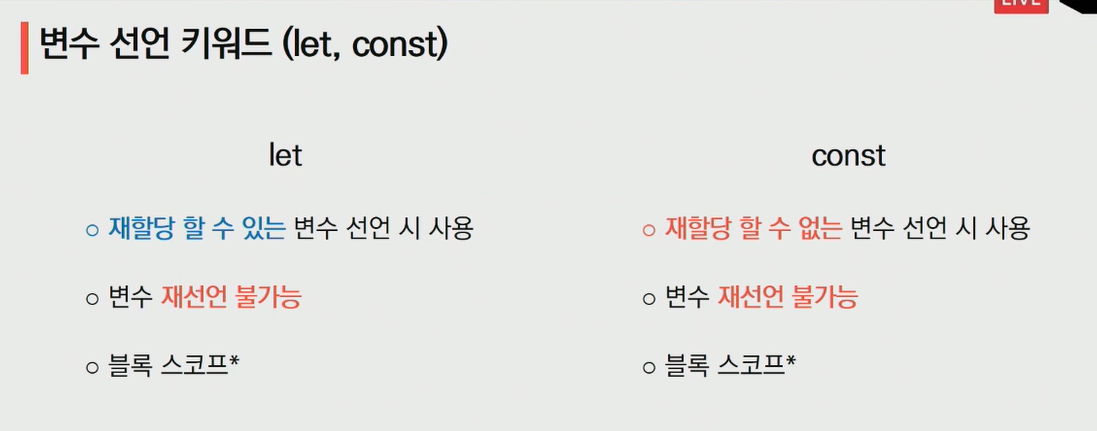 LIVE
변수 선언 키워드 (let, const)
let
○ 재할당 할 수 있는 변수 선언 시 사용
○ 변수 재선언 불가능
○ 블록 스코프*
const
○ 재할당 할 수 없는 변수 선언 시 사용
○ 변수 재선언 불가능
○ 블록 스코프*